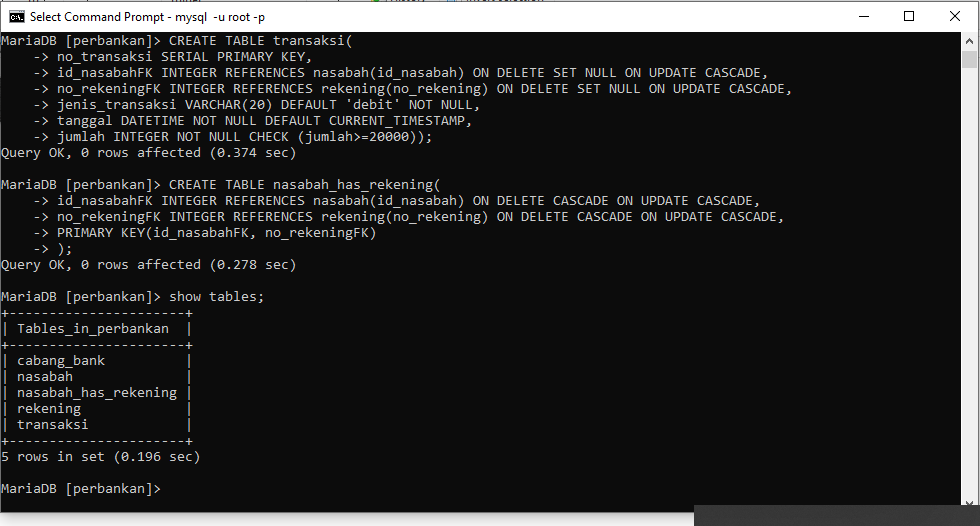 Select Command Prompt - mysql  -u root -p
MariaDB [perbankan]> CREATE TABLE transaksi(
    -> no_transaksi SERIAL PRIMARY KEY,
    -> id_nasabahFK INTEGER REFERENCES nasabah(id_nasabah) ON DELETE SET NULL ON UPDATE CASCADE,
    -> no_rekeningFK INTEGER REFERENCES rekening(no_rekening) ON DELETE SET NULL ON UPDATE CASCADE,
    -> jenis_transaksi VARCHAR(20) DEFAULT 'debit' NOT NULL,
    -> tanggal DATETIME NOT NULL DEFAULT CURRENT_TIMESTAMP,
    -> jumlah INTEGER NOT NULL CHECK (jumlah>=20000));
Query OK, 0 rows affected (0.374 sec)

MariaDB [perbankan]> CREATE TABLE nasabah_has_rekening(
    -> id_nasabahFK INTEGER REFERENCES nasabah(id_nasabah) ON DELETE CASCADE ON UPDATE CASCADE,
    -> no_rekeningFK INTEGER REFERENCES rekening(no_rekening) ON DELETE CASCADE ON UPDATE CASCADE,
    -> PRIMARY KEY(id_nasabahFK, no_rekeningFK)
    -> );
Query OK, 0 rows affected (0.278 sec)

MariaDB [perbankan]> show tables;
+----------------------+
| Tables_in_perbankan  |
+----------------------+
| cabang_bank          |
| nasabah              |
| nasabah_has_rekening |
| rekening             |
| transaksi            |
+----------------------+
5 rows in set (0.196 sec)

MariaDB [perbankan]>